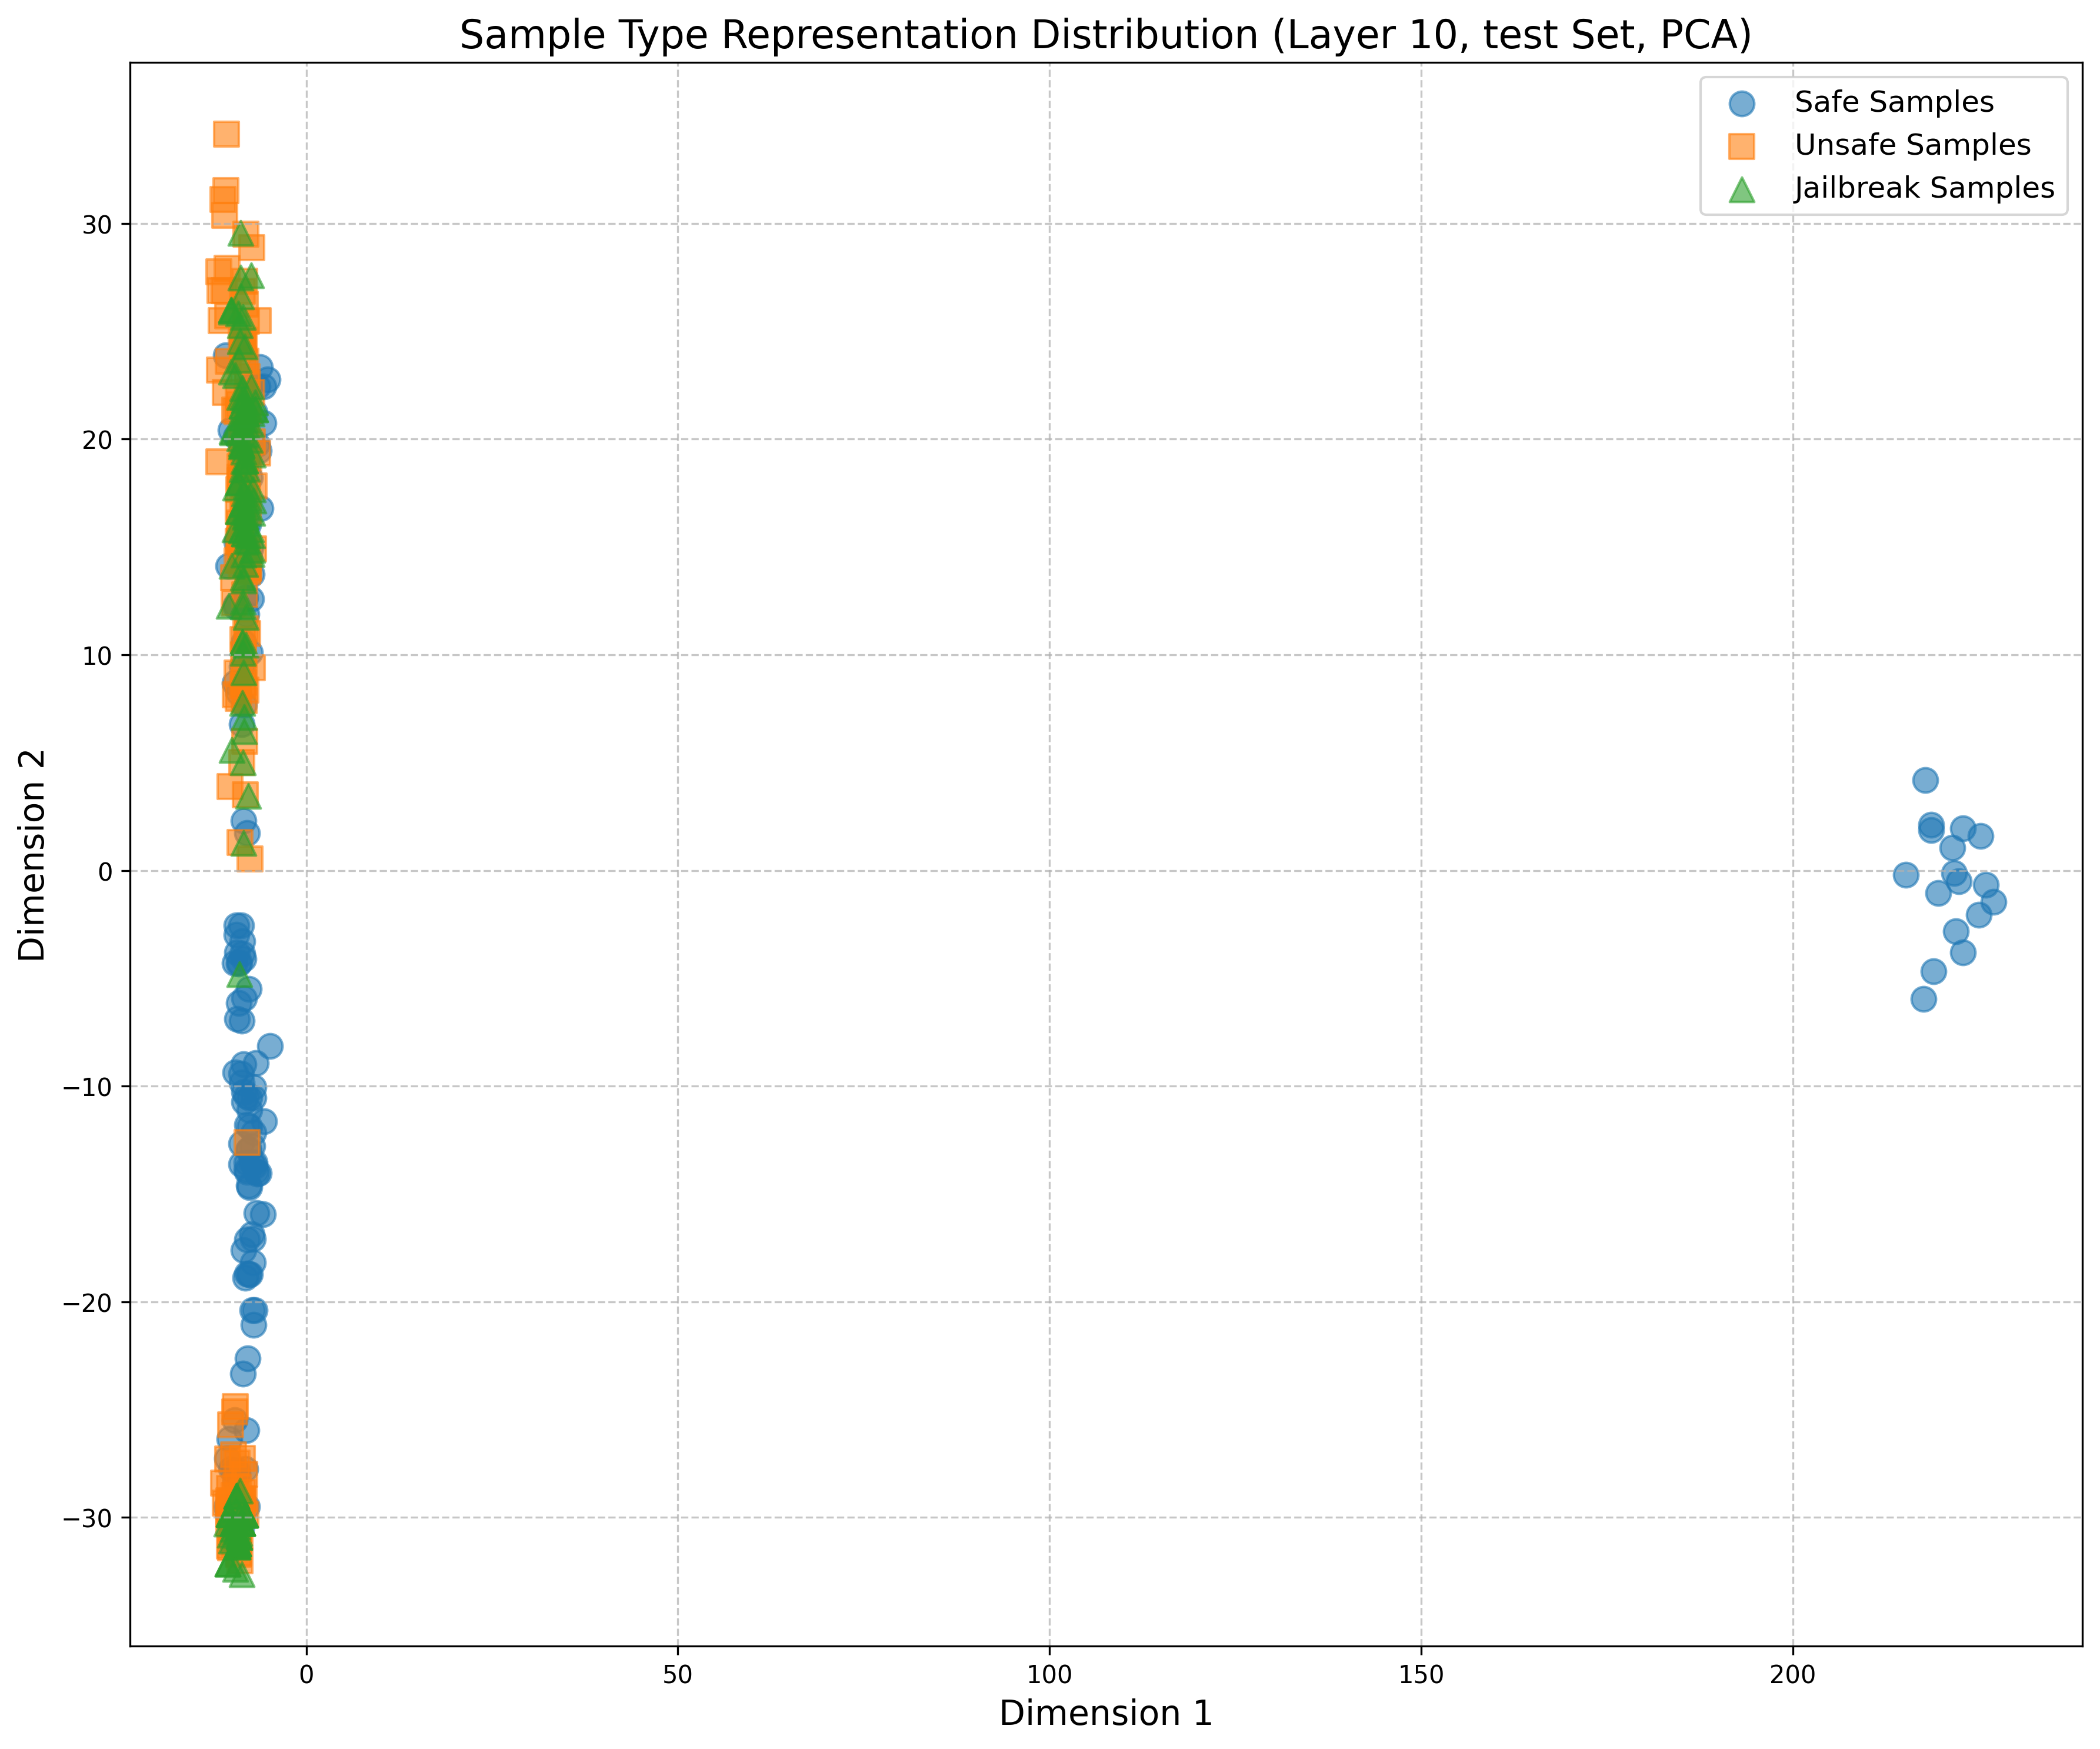 Sample Type Representation Distribution (Layer 10, test Set, PCA)
Safe Samples
Unsafe Samples
Jailbreak Samples
30
20
10
0
−10
−20
−30
Dimension 2
0
50
100
150
200
Dimension 1